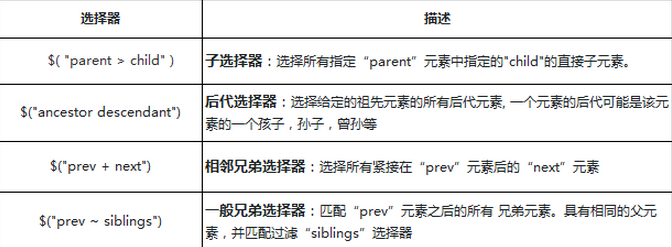 选择器 描述
$( "parent > child" ) 子选择器：选择所有指定“parent”元素中指定的"child"的直接子元素。
$("ancestor descendant") 后代选择器：选择给定的祖先元素的所有后代元素, 一个元素的后代可能是该元
素的一个孩子，孙子，曾孙等
$("prev + next") 相邻兄弟选择器：选择所有紧接在“prev”元素后的“next”元素
$("prev ~ siblings") 一般兄弟选择器：匹配“prev”元素之后的所有 兄弟元素。具有相同的父元
素，并匹配过滤“siblings”选择器